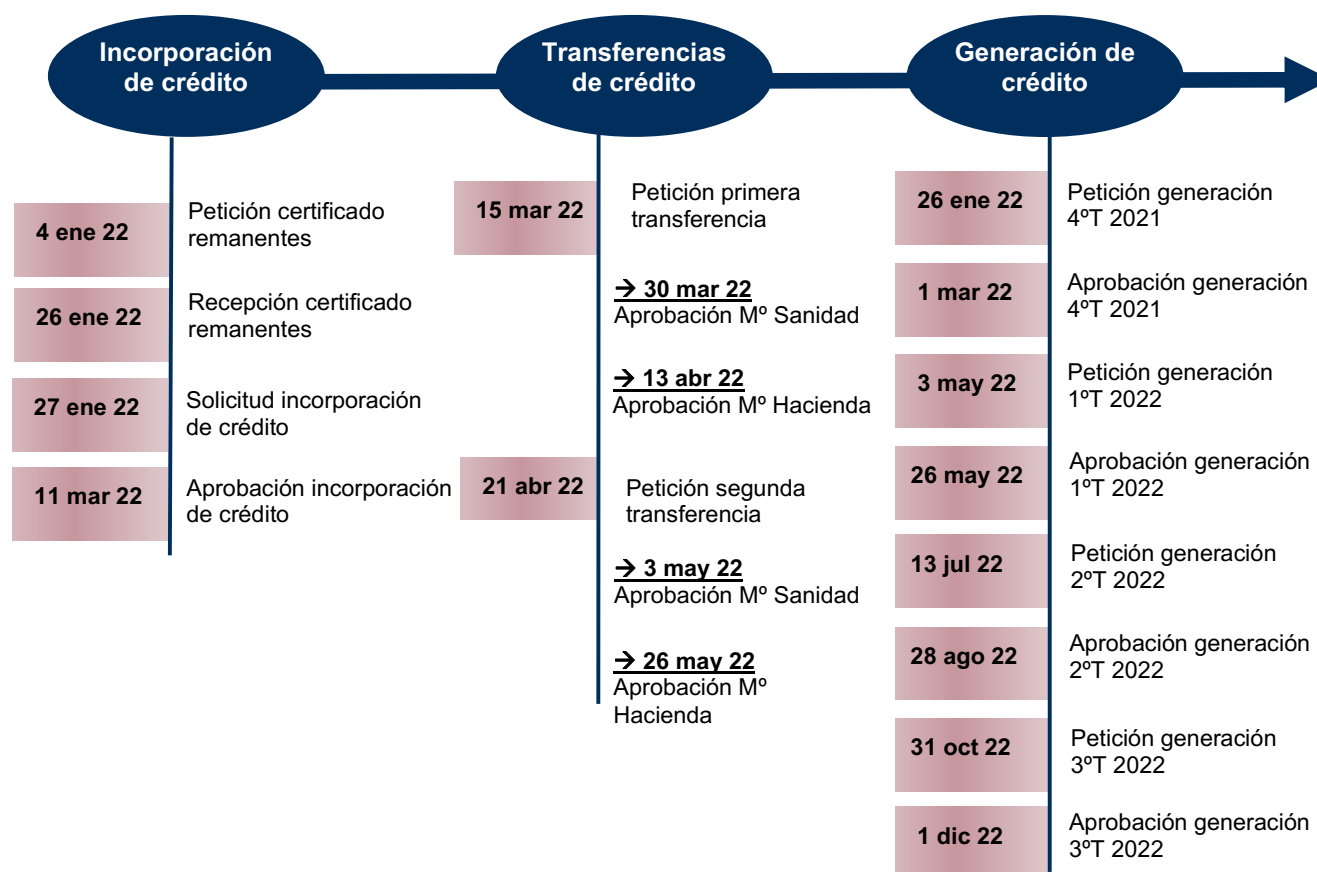 Incorporación
de crédito
4 ene 22
Petición certificado
remanentes
26 ene 22
Recepción certificado
remanentes
27 ene 22
Solicitud incorporación
de crédito
11 mar 22
Aprobación incorporación
de crédito
Transferencias
de crédito
15 mar 22
Petición primera
transferencia
→ 30 mar 22
Aprobación Mº Sanidad
→ 13 abr 22
Aprobación Mº Hacienda
21 abr 22
Petición segunda
transferencia
→ 3 may 22
Aprobación Mº Sanidad
→ 26 may 22
Aprobación Mº
Hacienda
Generación de
crédito
26 ene 22
Petición generación
4ºT 2021
1 mar 22
Aprobación generación
4ºT 2021
3 may 22
Petición generación
1ºT 2022
26 may 22
Aprobación generación
1ºT 2022
13 jul 22
Petición generación
2ºT 2022
28 ago 22
Aprobación generación
2ºT 2022
31 oct 22
Petición generación
3ºT 2022
1 dic 22
Aprobación generación
3ºT 2022